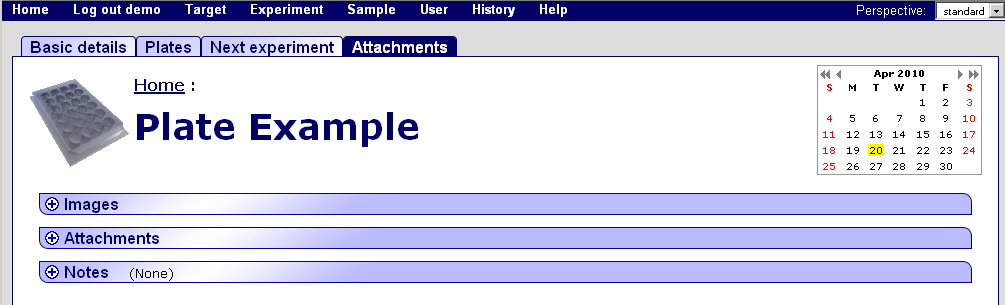 Home Log out demo Target Experiment Sample User History Help Perspective: standard
Basic details Plates Next experiment Attachments
Home :
Plate Example
Apr 2010
S M T W T F S
1 2 3
4 5 6 7 8 9 10
11 12 13 14 15 16 17
18 19 20 21 22 23 24
25 26 27 28 29 30
Images
Attachments
Notes (None)